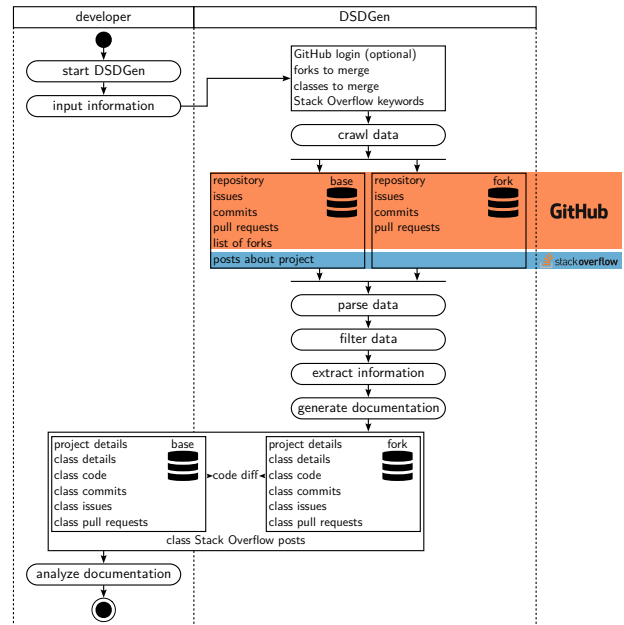 developer
DSDGen
start DSDGen
input information
GitHub login (optional)
forks to merge
classes to merge
Stack Overflow keywords
crawl data
repository
base
issues
commits
pull requests
list of forks
posts about project
repository
fork
issues
commits
pull requests
GitHub
stackoverflow
parse data
filter data
extract information
generate documentation
project details
base
class details
class code
class commits
class issues
class pull requests
code diff
project details
fork
class details
class code
class commits
class issues
class pull requests
class Stack Overflow posts
analyze documentation